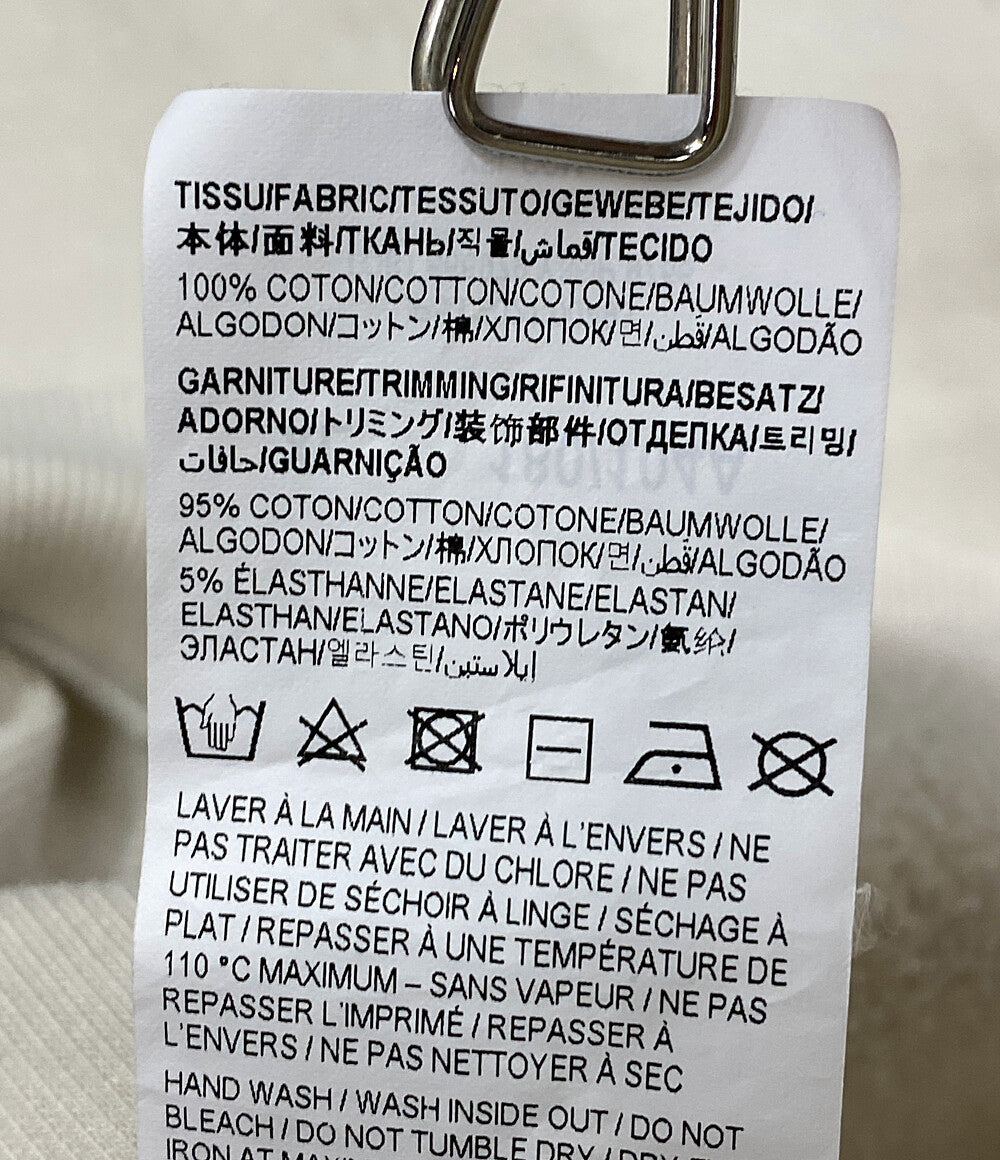 TISSU/FABRIC/TESSUTO/GEWEBE/TEJIDO/
本体/面料/ТКАНЬ/직물/قماش/TECIDO
100% COTON/COTTON/COTONE/BAUMWOLLE/
ALGODON/コットン/棉/ХЛОПОК/면/قطن/ALGODÃO
GARNITURE/TRIMMING/RIFINITURA/BESATZ/
ADORNO/トリミング/装饰部件/ОТДЕПКА/트리밍/
حافات/GUARNIÇÃO
95% COTON/COTTON/COTONE/BAUMWOLLE/
ALGODON/コットン/棉/ХЛОПОК/면/قطن/ALGODÃO
5% ÉLASTHANNE/ELASTANE/ELASTAN/
ELASTHAN/ELASTANO/ポリウレタン/氨纶/
ЭЛАСТАН/엘라스틴/إيلاستين
LAVER À LA MAIN / LAVER À L'ENVERS / NE
PAS TRAITER AVEC DU CHLORE / NE PAS
UTILISER DE SÉCHOIR À LINGE / SÉCHAGE À
PLAT / REPASSER À UNE TEMPÉRATURE DE
110 °C MAXIMUM – SANS VAPEUR / NE PAS
REPASSER L'IMPRIMÉ / REPASSER À
L'ENVERS / NE PAS NETTOYER À SEC
HAND WASH / WASH INSIDE OUT / DO NOT
BLEACH / DO NOT TUMBLE DRY / DRY
IRON AT